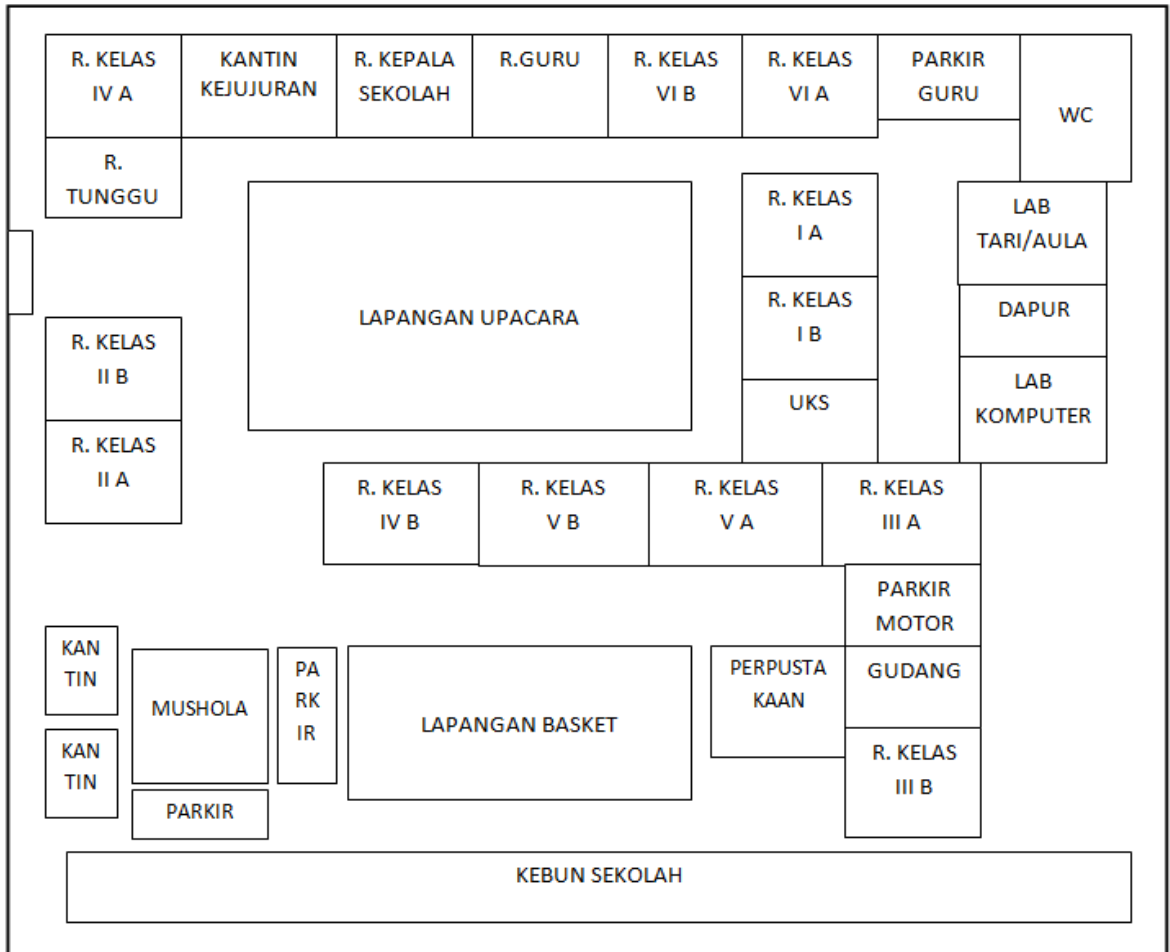 R. KELAS
IV A
KANTIN
KEJUJURAN
R. KEPALA
SEKOLAH
R.GURU
R. KELAS
VI B
R. KELAS
VI A
PARKIR
GURU
WC
R.
TUNGGU
LAPANGAN UPACARA
R. KELAS
I A
LAB
TARI/AULA
R. KELAS
I B
DAPUR
R. KELAS
II B
UKS
LAB
KOMPUTER
R. KELAS
II A
R. KELAS
IV B
R. KELAS
V B
R. KELAS
V A
R. KELAS
III A
PARKIR
MOTOR
KAN
TIN
MUSHOLA
PA
RK
IR
LAPANGAN BASKET
PERPUSTA
KAAN
GUDANG
KAN
TIN
R. KELAS
III B
PARKIR
KEBUN SEKOLAH